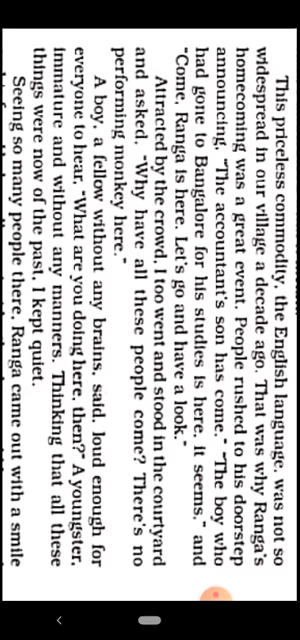 This priceless commodity, the English language, was not so
widespread in our village a decade ago. That was why Ranga's
homecoming was a great event. People rushed to his doorstep
announcing, "The accountant's son has come." "The boy who
had gone to Bangalore for his studies is here, it seems," and
"Come, Ranga is here. Let's go and have a look."
Attracted by the crowd, I too went and stood in the courtyard
and asked, "Why have all these people come? There's no
performing monkey here."
A boy, a fellow without any brains, said, loud enough for
everyone to hear, "What are you doing here, then?" A youngster,
immature and without any manners. Thinking that all these
things were now of the past, I kept quiet.
Seeing so many people there, Ranga came out with a smile